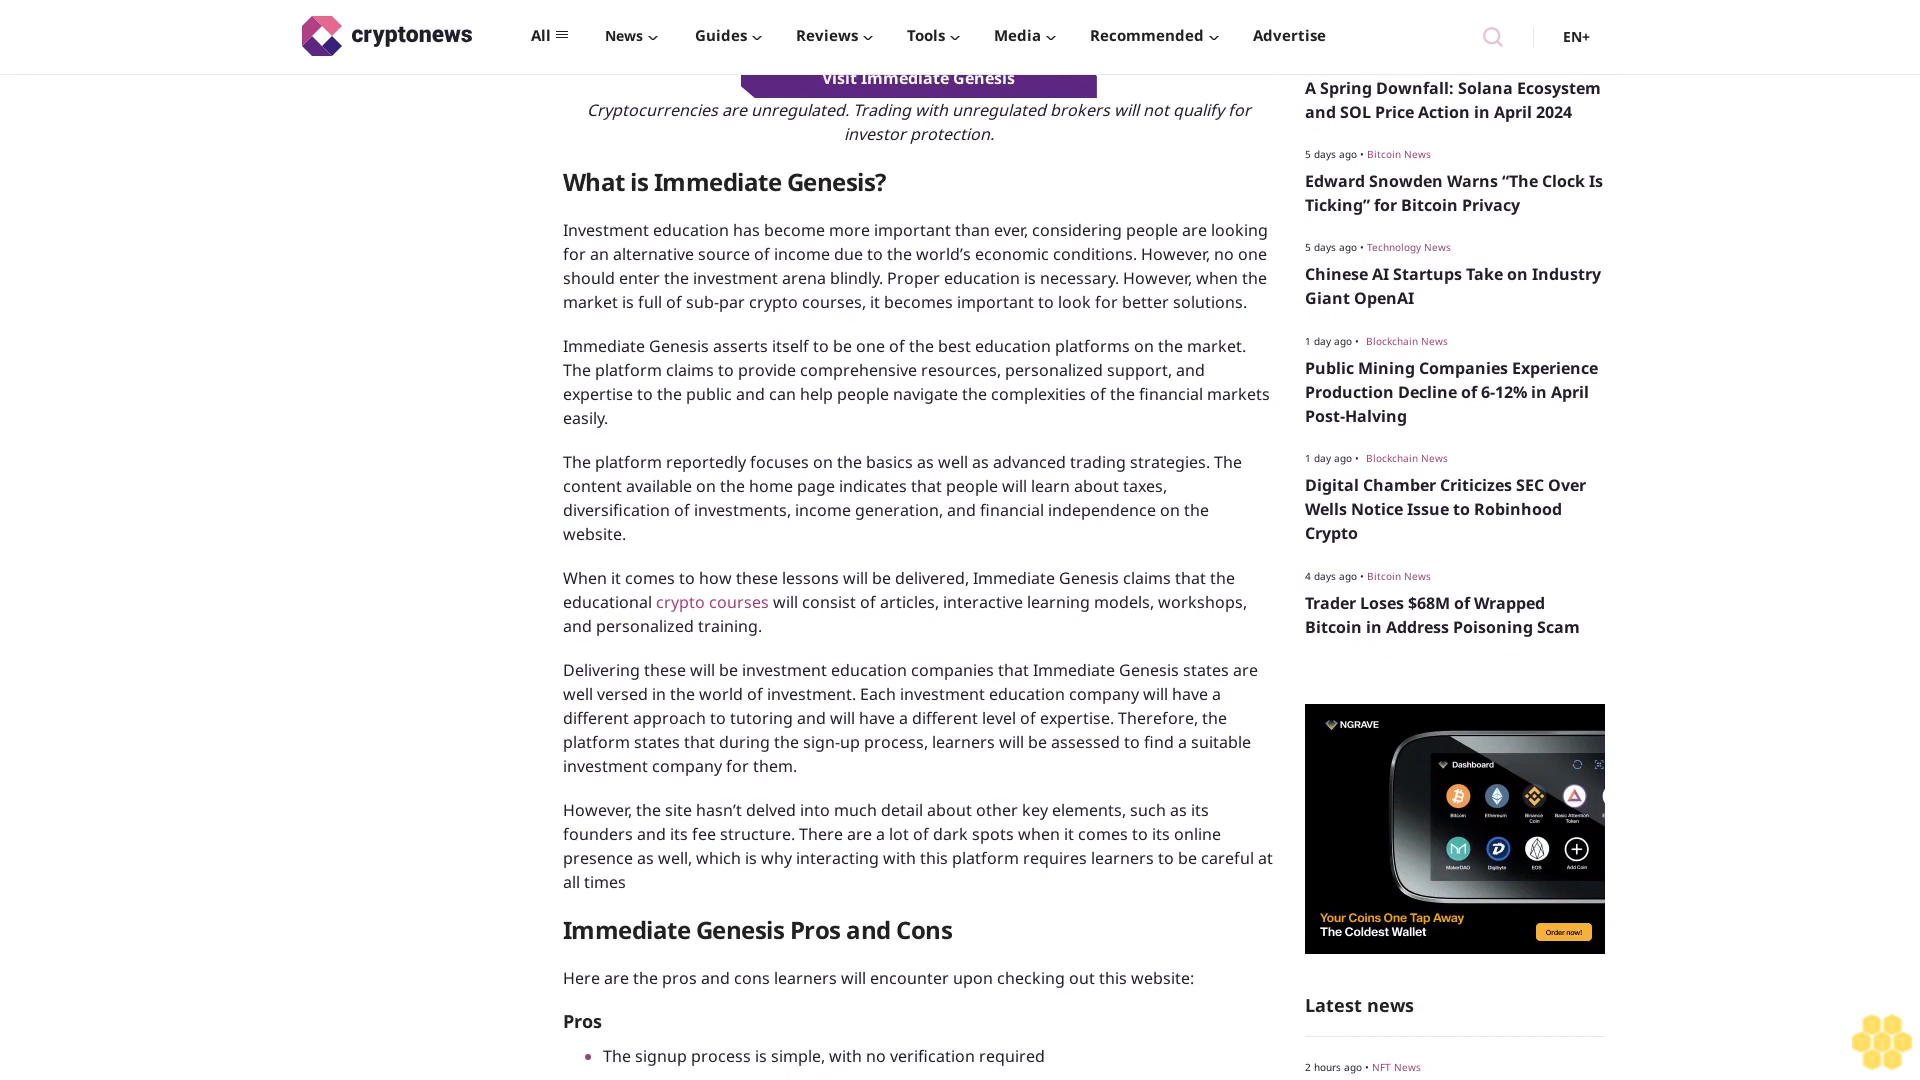 cryptonews
All
News
Guides
Reviews
Tools
Media
Recommended
Advertise
EN+
Visit Immediate Genesis
Cryptocurrencies are unregulated. Trading with unregulated brokers will not qualify for
investor protection.
What is Immediate Genesis?
Investment education has become more important than ever, considering people are looking
for an alternative source of income due to the world’s economic conditions. However, no one
should enter the investment arena blindly. Proper education is necessary. However, when the
market is full of sub-par crypto courses, it becomes important to look for better solutions.
Immediate Genesis asserts itself to be one of the best education platforms on the market.
The platform claims to provide comprehensive resources, personalized support, and
expertise to the public and can help people navigate the complexities of the financial markets
easily.
The platform reportedly focuses on the basics as well as advanced trading strategies. The
content available on the home page indicates that people will learn about taxes,
diversification of investments, income generation, and financial independence on the
website.
When it comes to how these lessons will be delivered, Immediate Genesis claims that the
educational crypto courses will consist of articles, interactive learning models, workshops,
and personalized training.
Delivering these will be investment education companies that Immediate Genesis states are
well versed in the world of investment. Each investment education company will have a
different approach to tutoring and will have a different level of expertise. Therefore, the
platform states that during the sign-up process, learners will be assessed to find a suitable
investment company for them.
However, the site hasn’t delved into much detail about other key elements, such as its
founders and its fee structure. There are a lot of dark spots when it comes to its online
presence as well, which is why interacting with this platform requires learners to be careful at
all times
Immediate Genesis Pros and Cons
Here are the pros and cons learners will encounter upon checking out this website:
Pros
• The signup process is simple, with no verification required
A Spring Downfall: Solana Ecosystem
and SOL Price Action in April 2024
5 days ago • Bitcoin News
Edward Snowden Warns “The Clock Is
Ticking” for Bitcoin Privacy
5 days ago • Technology News
Chinese AI Startups Take on Industry
Giant OpenAI
1 day ago • Blockchain News
Public Mining Companies Experience
Production Decline of 6-12% in April
Post-Halving
1 day ago • Blockchain News
Digital Chamber Criticizes SEC Over
Wells Notice Issue to Robinhood
Crypto
4 days ago • Bitcoin News
Trader Loses $68M of Wrapped
Bitcoin in Address Poisoning Scam
NGRAVE
Dashboard
Bitcoin
Ethereum
Binance
Coin
Basic Attention
Token
MakerDAO
Digibyte
EOS
Add Coin
Your Coins One Tap Away
The Coldest Wallet
Order now!
Latest news
2 hours ago • NFT News